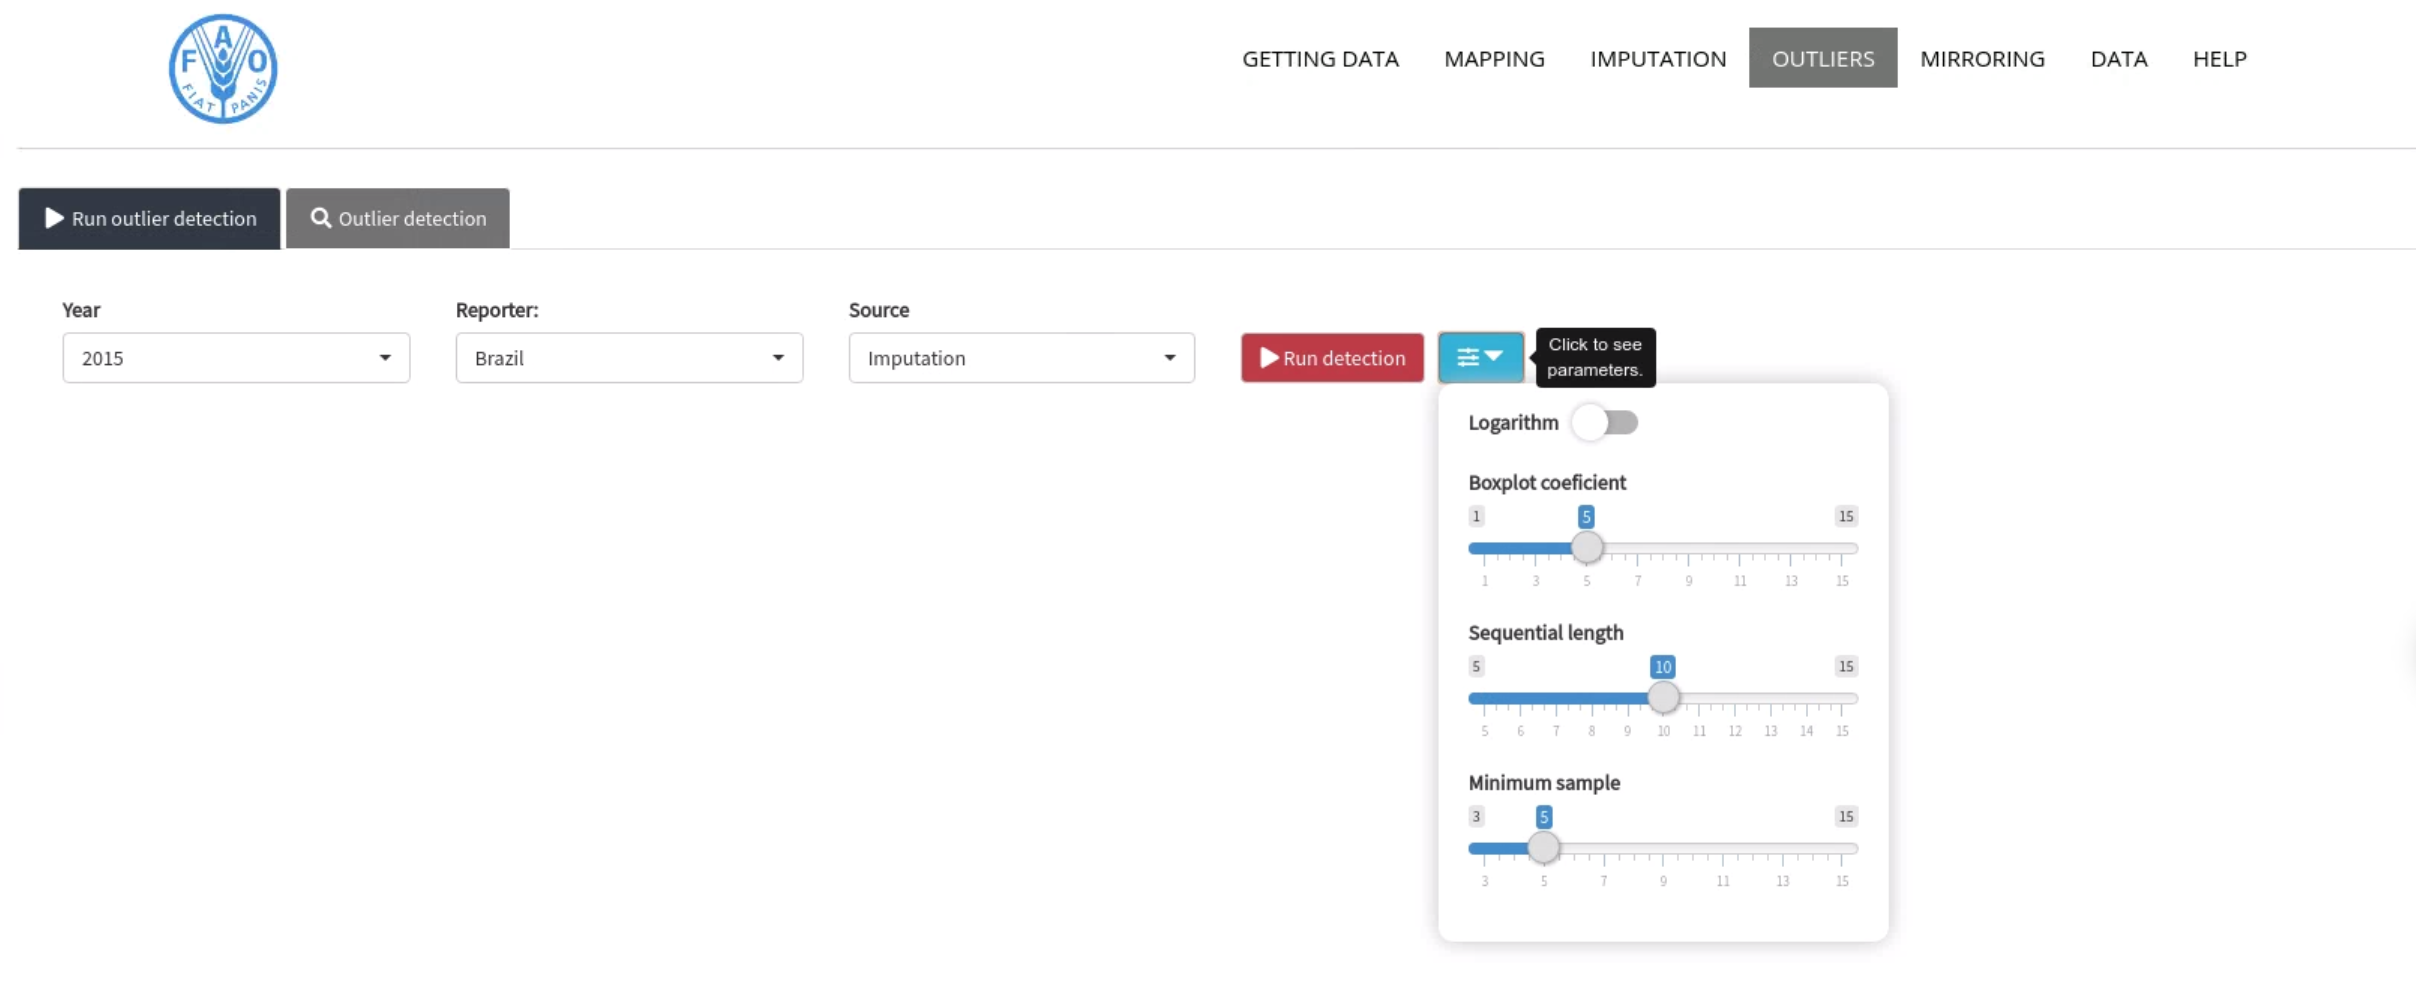 F A O
FIAT PANIS
GETTING DATA MAPPING IMPUTATION OUTLIERS MIRRORING DATA HELP
Run outlier detection Outlier detection
Year Reporter: Source
2015 Brazil Imputation Run detection
Click to see
parameters.
Logarithm
Boxplot coeficient
1 5 15
1 3 5 7 9 11 13 15
Sequential length
5 10 15
5 6 7 8 9 10 11 12 13 14 15
Minimum sample
3 5 15
3 5 7 9 11 13 15